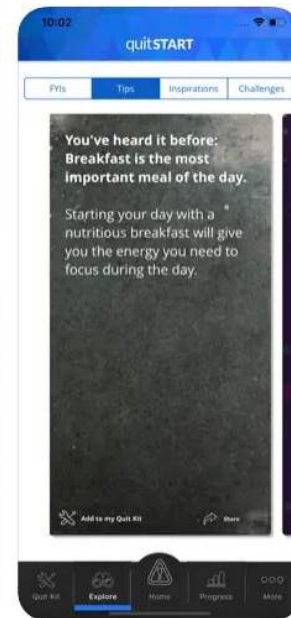 10:02
quitSTART
FYIs Tips Inspirations Challenges
You've heard it before:
Breakfast is the most
important meal of the day.
Starting your day with a
nutritious breakfast will give
you the energy you need to
focus during the day.
Add to my Quit Kit Share
Quit Kit Explore Home Progress More